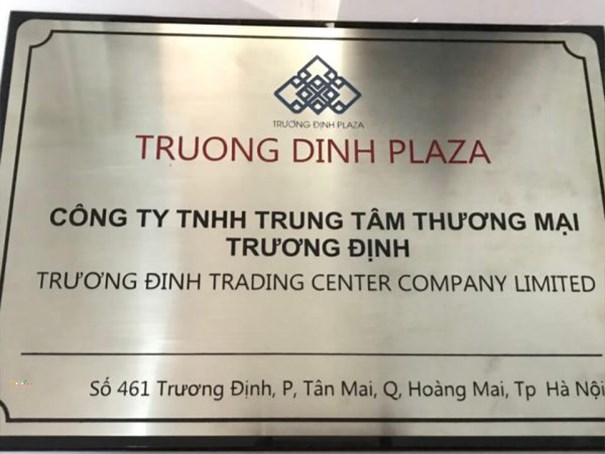 TRƯƠNG ĐỊNH PLAZA
TRUONG DINH PLAZA
CÔNG TY TNHH TRUNG TÂM THƯƠNG MẠI
TRƯƠNG ĐỊNH
TRƯƠNG ĐINH TRADING CENTER COMPANY LIMITED
Số 461 Trương Định, P, Tân Mai, Q, Hoàng Mai, Tp Hà Nội